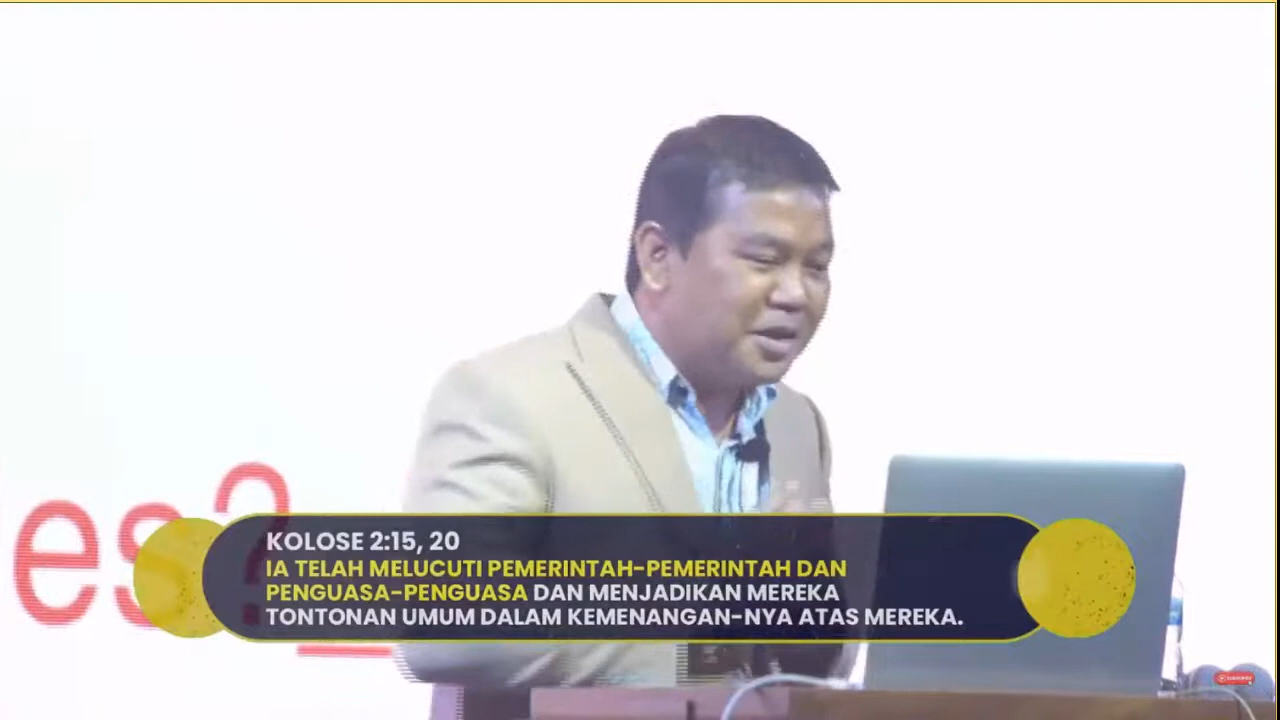 es?
KOLOSE 2:15, 20
IA TELAH MELUCUTI PEMERINTAH-PEMERINTAH DAN
PENGUASA-PENGUASA DAN MENJADIKAN MEREKA
TONTONAN UMUM DALAM KEMENANGAN-NYA ATAS MEREKA.
SUBSCRIBE